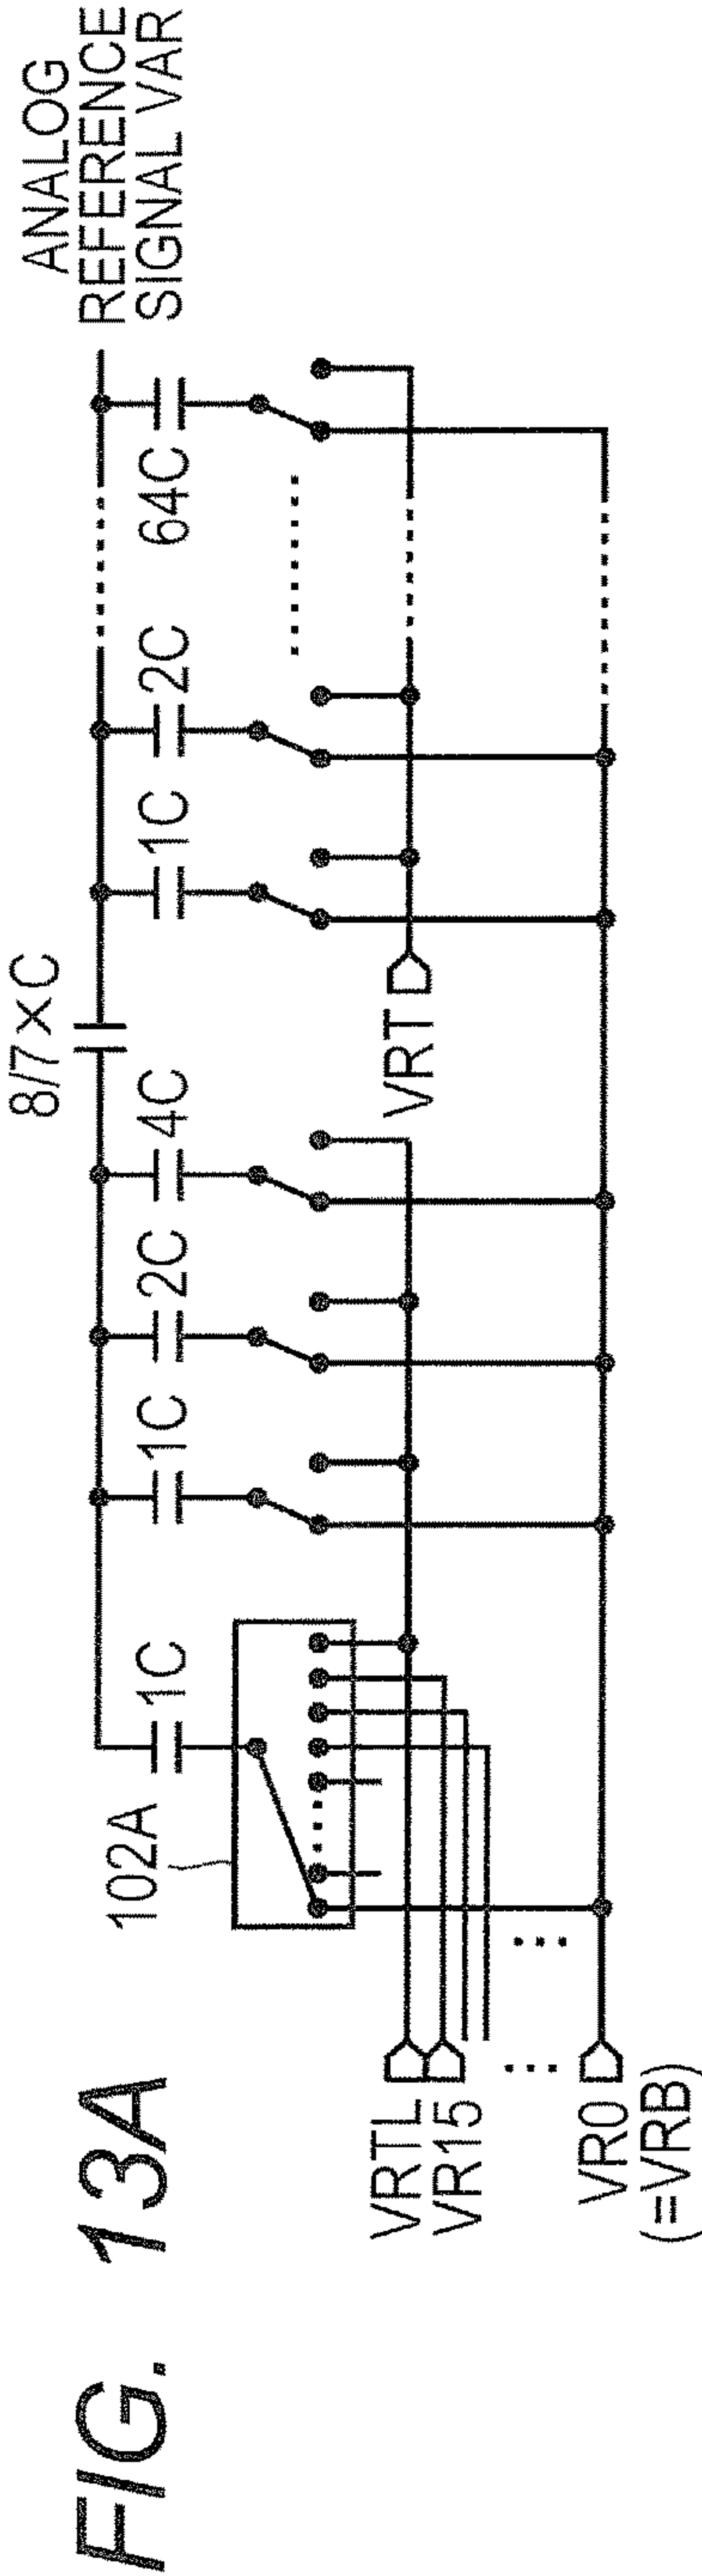 FIG. 13A
ANALOG
REFERENCE
SIGNAL VAR
8/7×C
102A
1C
1C
2C
4C
1C
2C
64C
VRT
VRTL
VR15
VR0
(=VRB)